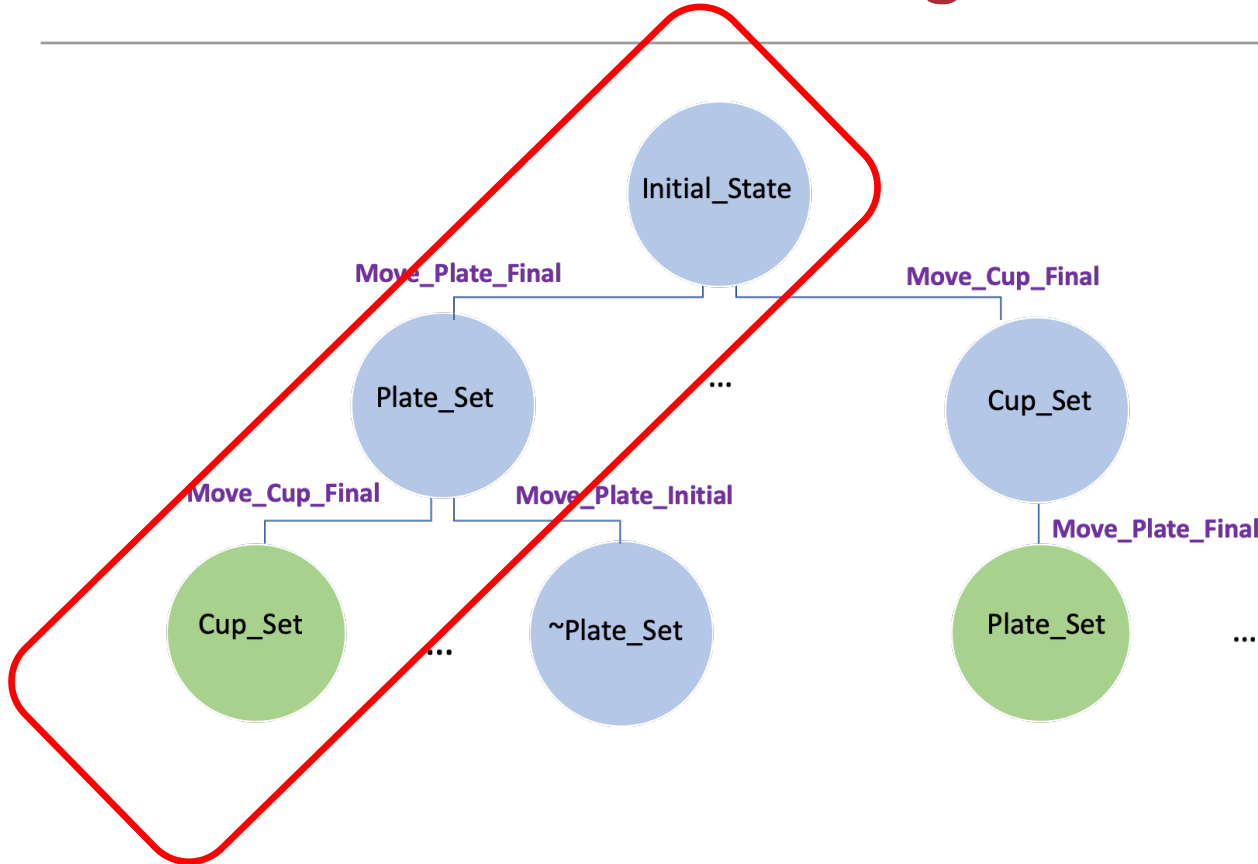 Initial_State
Move_Plate_Final
Move_Cup_Final
Plate_Set
...
Cup_Set
Move_Cup_Final
Move_Plate_Initial
Move_Plate_Final
Cup_Set
...
~Plate_Set
Plate_Set
...